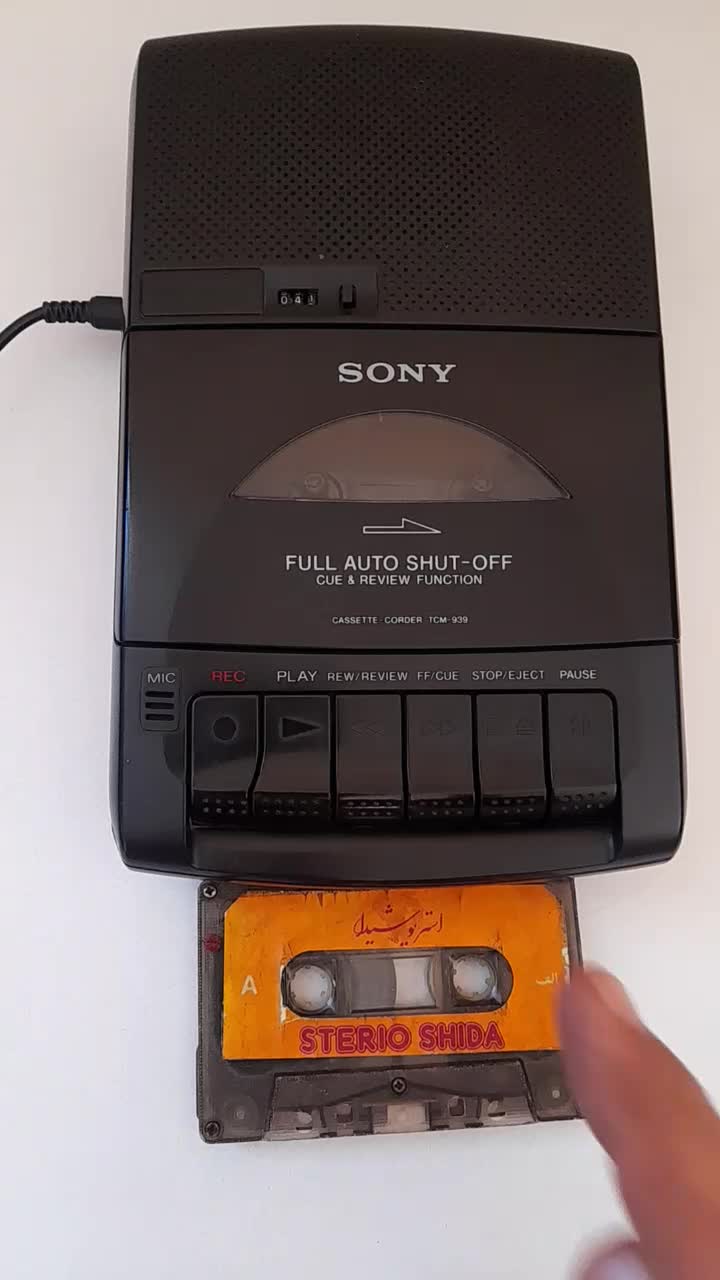 041
SONY
FULL AUTO SHUT-OFF
CUE & REVIEW FUNCTION
CASSETTE-CORDER TCM-939
MIC REC PLAY REW/REVIEW FF/CUE STOP/EJECT PAUSE
استریو شیدا
A الف
STERIO SHIDA